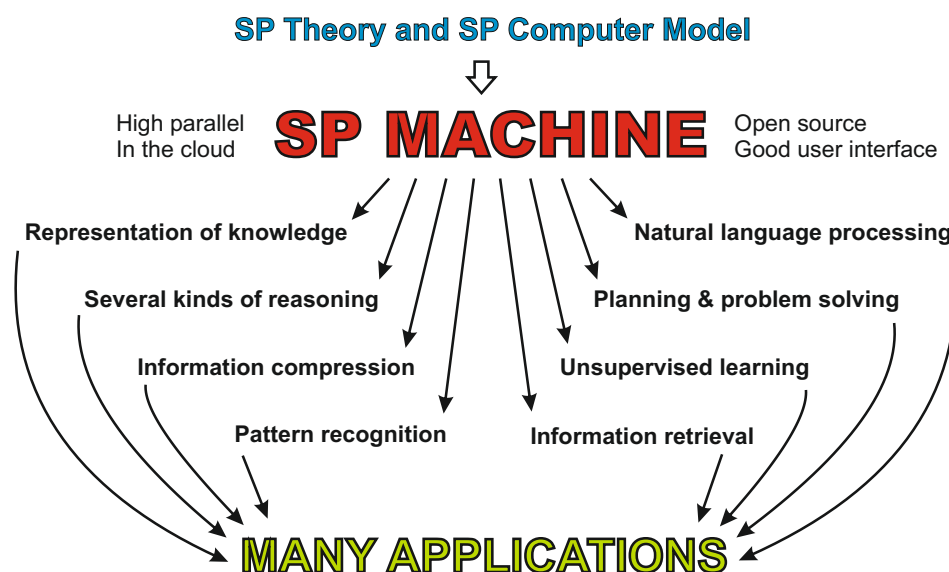 SP Theory and SP Computer Model
High parallel
In the cloud
SP MACHINE
Open source
Good user interface
Representation of knowledge
Natural language processing
Several kinds of reasoning
Planning & problem solving
Information compression
Unsupervised learning
Pattern recognition
Information retrieval
MANY APPLICATIONS